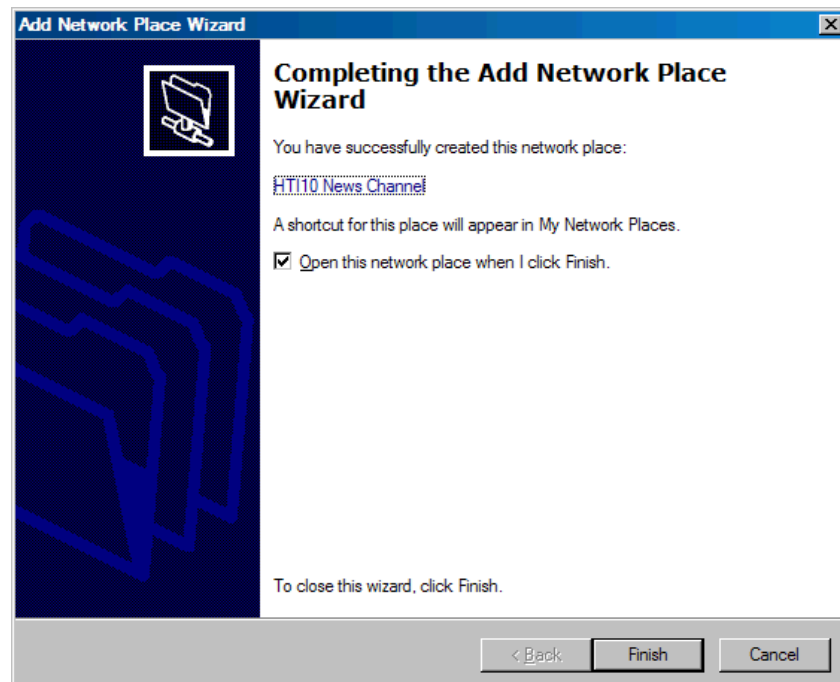 Add Network Place Wizard
Completing the Add Network Place
Wizard
You have successfully created this network place:
HTI10 News Channel
A shortcut for this place will appear in My Network Places.
Open this network place when I click Finish.
To close this wizard, click Finish.
< Back
Finish
Cancel